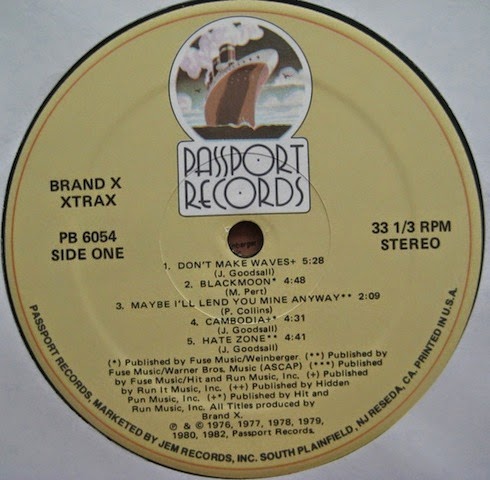 PASSPORT
RECORDS
BRAND X
XTRAX
PB 6054
SIDE ONE
33 1/3 RPM
STEREO
1. DON'T MAKE WAVES+ 5:28
(J. Goodsall)
2. BLACKMOON* 4:48
(M. Pert)
3. MAYBE I'LL LEND YOU MINE ANYWAY** 2:09
(P. Collins)
4. CAMBODIA+* 4:31
(J. Goodsall)
5. HATE ZONE** 4:41
(J. Goodsall)
(*) Published by Fuse Music/Weinberger. (**) Published by
Fuse Music/Warner Bros. Music (ASCAP) (***) Published
by Fuse Music/Hit and Run Music, Inc. (+) Published
by Run It Music, Inc. (++) Published by Hidden
Pun Music, Inc. (+*) Published by Hit and
Run Music, Inc. All Titles produced by
Brand X.
℗ & © 1976, 1977, 1978, 1979,
1980, 1982, Passport Records.
PASSPORT RECORDS, MARKETED BY JEM RECORDS, INC. SOUTH PLAINFIELD, NJ RESEDA, CA. PRINTED IN U.S.A.